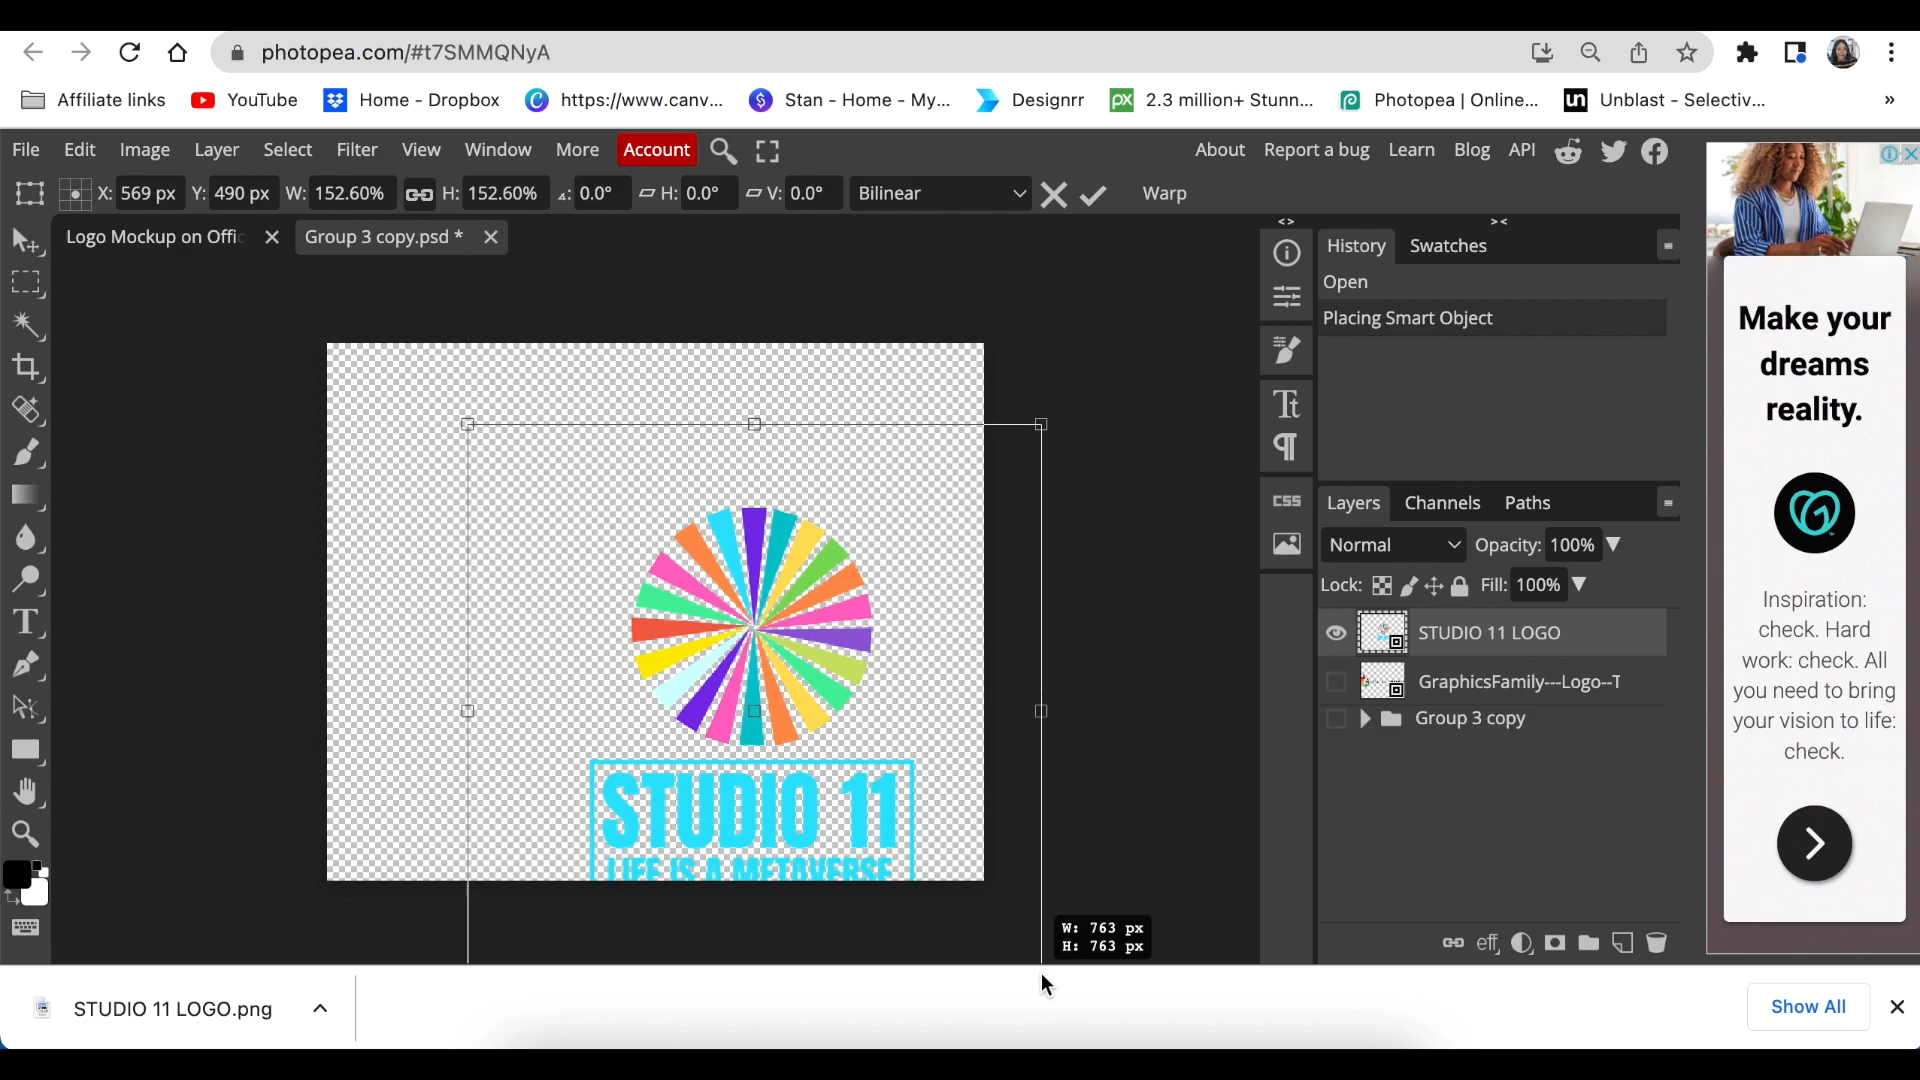 photopea.com/#t7SMMQNyA
Affiliate links YouTube Home - Dropbox https://www.canv... Stan - Home - My... Designrr 2.3 million+ Stunn... Photopea | Online... Unblast - Selectiv... »
File Edit Image Layer Select Filter View Window More Account About Report a bug Learn Blog API
X: 569 px Y: 490 px W: 152.60% H: 152.60% ⊿: 0.0° H: 0.0° V: 0.0° Bilinear Warp
Logo Mockup on Offic Group 3 copy.psd *
<> ><
History Swatches
Open
Placing Smart Object
CSS
Layers Channels Paths
Normal Opacity: 100%
Lock: Fill: 100%
STUDIO 11 LOGO
GraphicsFamily---Logo--T
Group 3 copy
eff
STUDIO 11
LIFE IS A METAVERSE
W: 763 px
H: 763 px
Make your
dreams
reality.
Inspiration:
check. Hard
work: check. All
you need to bring
your vision to life:
check.
STUDIO 11 LOGO.png Show All